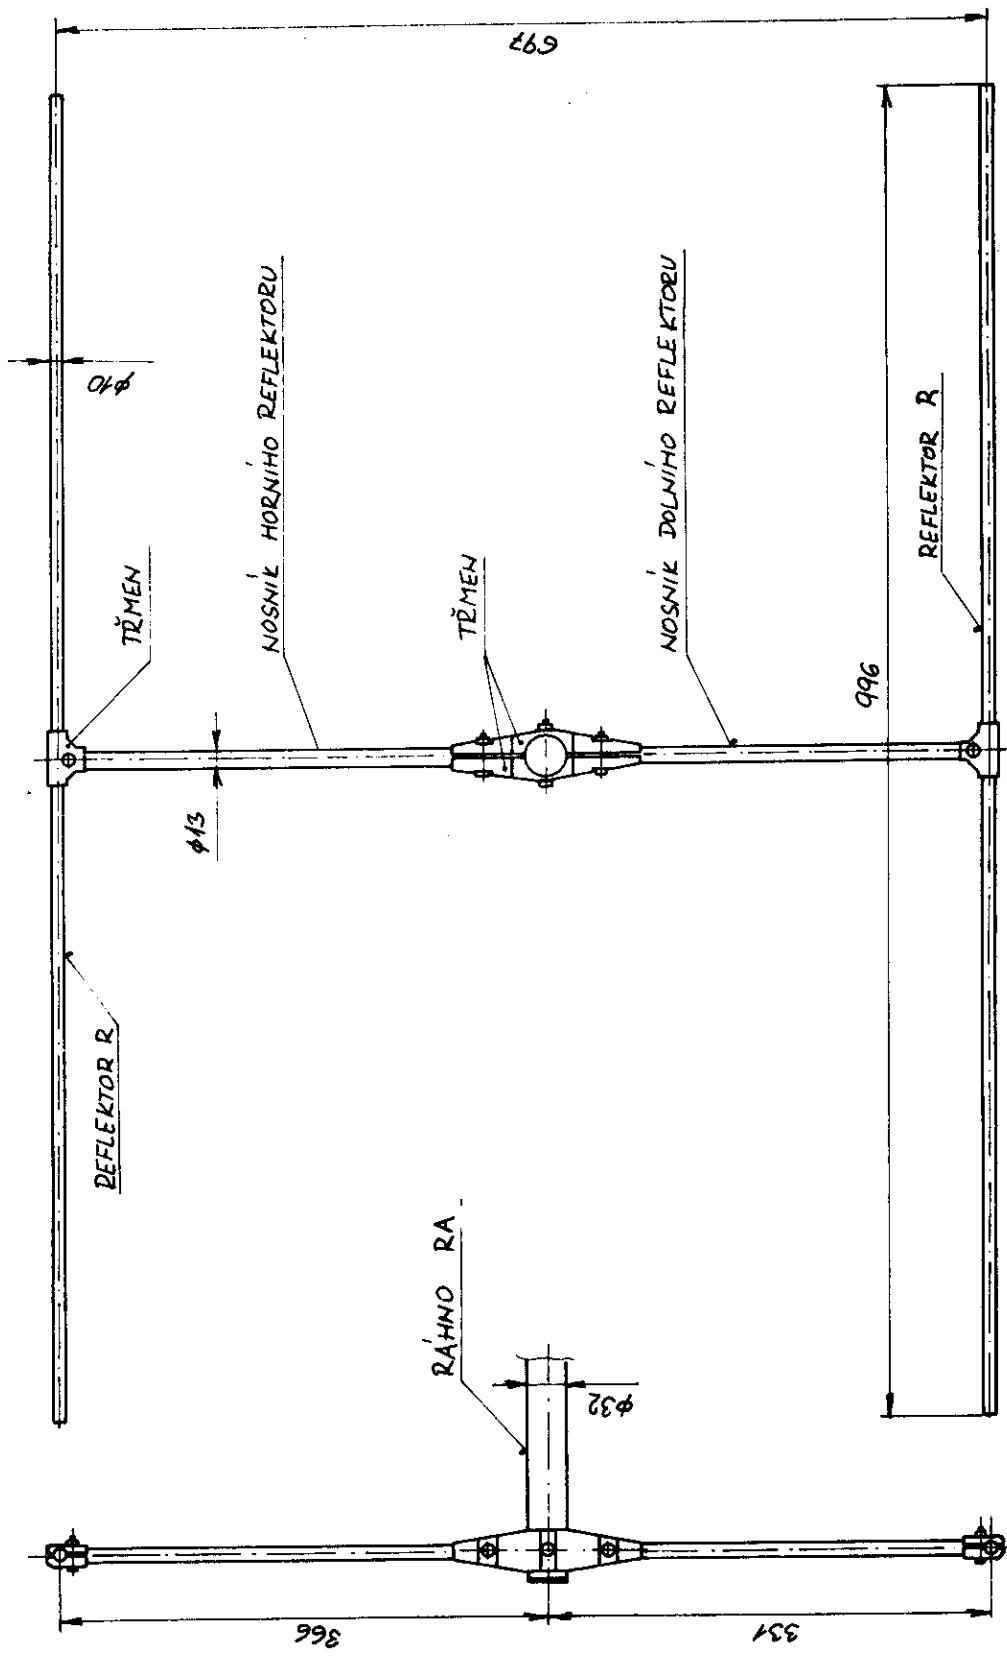 697
ϕ10
TŘMEN
NOSNÍK HORNÍHO REFLEKTORU
TŘMEN
NOSNÍK DOLNÍHO REFLEKTORU
REFLEKTOR R
996
ϕ13
REFLEKTOR R
RÁHNO RA
ϕ32
366
331